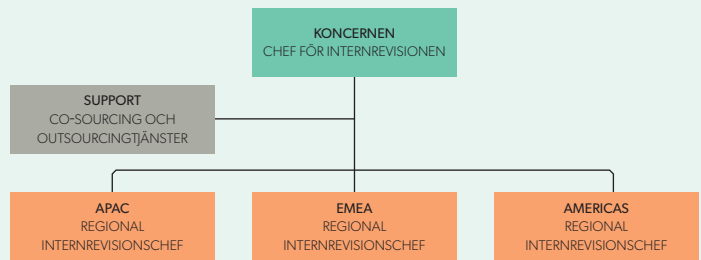 KONCERNEN
CHEF FÖR INTERNREVISIONEN
SUPPORT
CO-SOURCING OCH
OUTSOURCINGTJÄNSTER
APAC
REGIONAL
INTERNREVISIONSCHEF
EMEA
REGIONAL
INTERNREVISIONSCHEF
AMERICAS
REGIONAL
INTERNREVISIONSCHEF